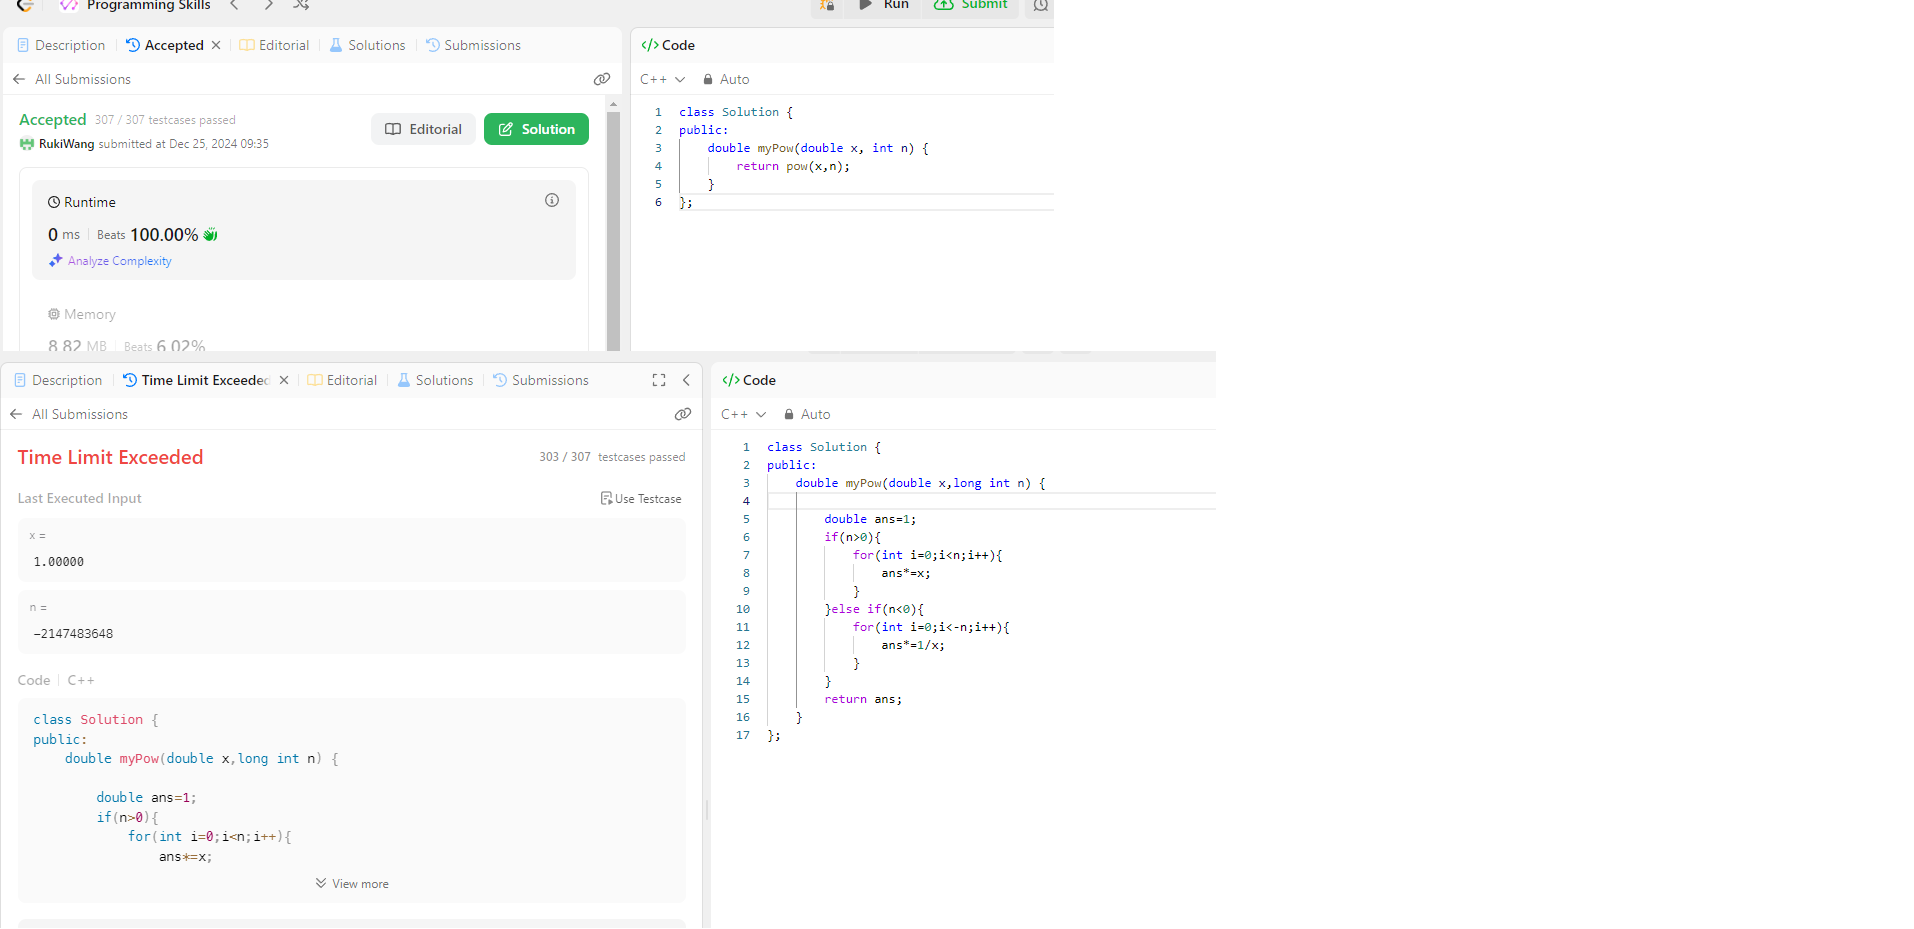 Programming Skills
Run
Submit
Description
Accepted
Editorial
Solutions
Submissions
All Submissions
Accepted 307 / 307 testcases passed
RukiWang submitted at Dec 25, 2024 09:35
Editorial
Solution
Runtime
0 ms Beats 100.00%
Analyze Complexity
Memory
8.82 MB Beats 6.02%
Code
C++ Auto
1 class Solution {
2 public:
3 double myPow(double x, int n) {
4 return pow(x,n);
5 }
6 };
Description
Time Limit Exceeded
Editorial
Solutions
Submissions
All Submissions
Time Limit Exceeded 303 / 307 testcases passed
Last Executed Input
Use Testcase
x =
1.00000
n =
-2147483648
Code C++
class Solution {
public:
double myPow(double x,long int n) {
double ans=1;
if(n>0){
for(int i=0;i<n;i++){
ans*=x;
View more
Code
C++ Auto
1 class Solution {
2 public:
3 double myPow(double x,long int n) {
4
5 double ans=1;
6 if(n>0){
7 for(int i=0;i<n;i++){
8 ans*=x;
9 }
10 }else if(n<0){
11 for(int i=0;i<-n;i++){
12 ans*=1/x;
13 }
14 }
15 return ans;
16 }
17 };